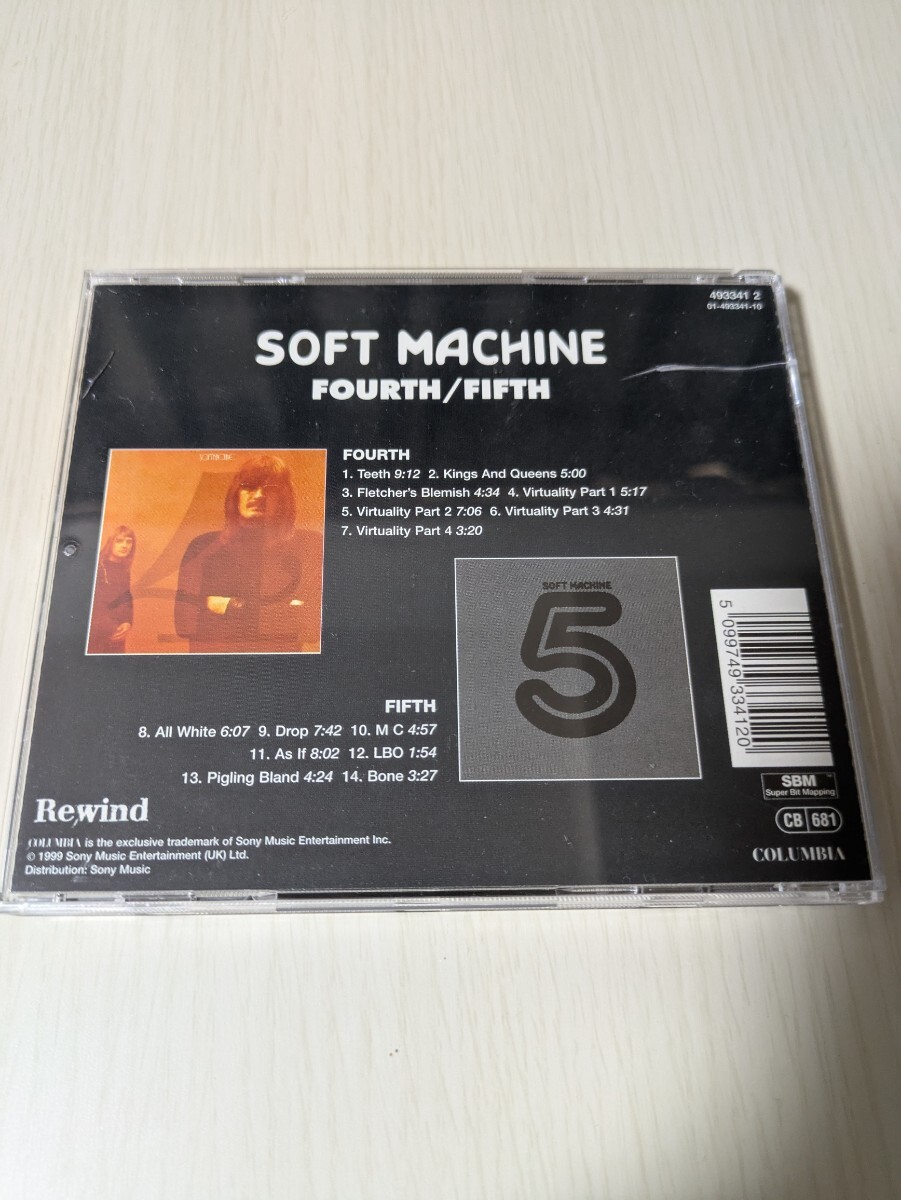 493341 2
01-493341-10
SOFT MACHINE
FOURTH/FIFTH
FOURTH
1. Teeth 9:12 2. Kings And Queens 5:00
3. Fletcher's Blemish 4:34 4. Virtuality Part 1 5:17
5. Virtuality Part 2 7:06 6. Virtuality Part 3 4:31
7. Virtuality Part 4 3:20
SOFT MACHINE
5
FIFTH
8. All White 6:07 9. Drop 7:42 10. M C 4:57
11. As If 8:02 12. LBO 1:54
13. Pigling Bland 4:24 14. Bone 3:27
5 099749 334120
SBM
Super Bit Mapping
CB 681
COLUMBIA
Re,wind
COLUMBIA is the exclusive trademark of Sony Music Entertainment Inc.
© 1999 Sony Music Entertainment (UK) Ltd.
Distribution: Sony Music